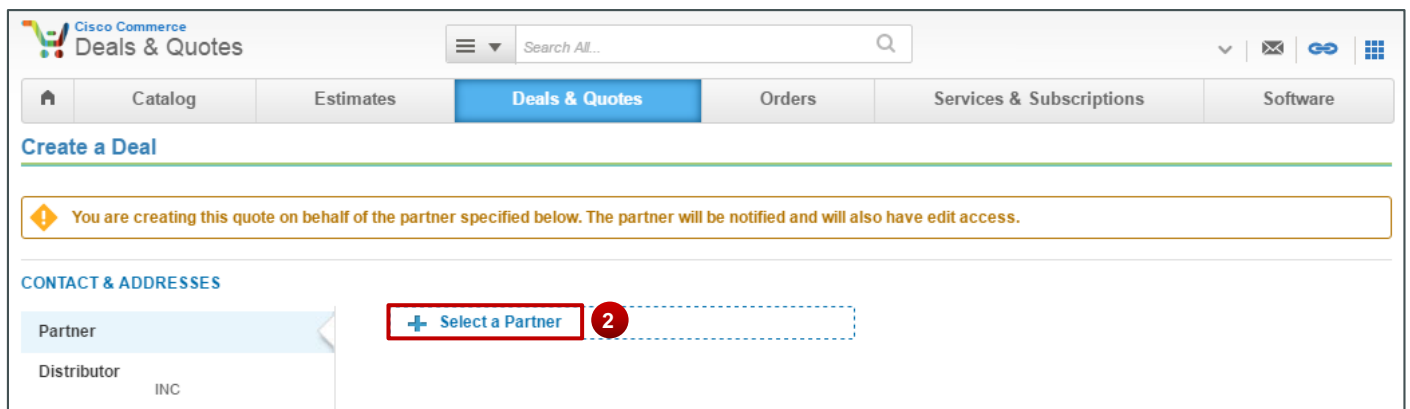 Cisco Commerce
Deals & Quotes
Search All...
Catalog Estimates Deals & Quotes Orders Services & Subscriptions Software
Create a Deal
You are creating this quote on behalf of the partner specified below. The partner will be notified and will also have edit access.
CONTACT & ADDRESSES
Partner
Select a Partner 2
Distributor
INC